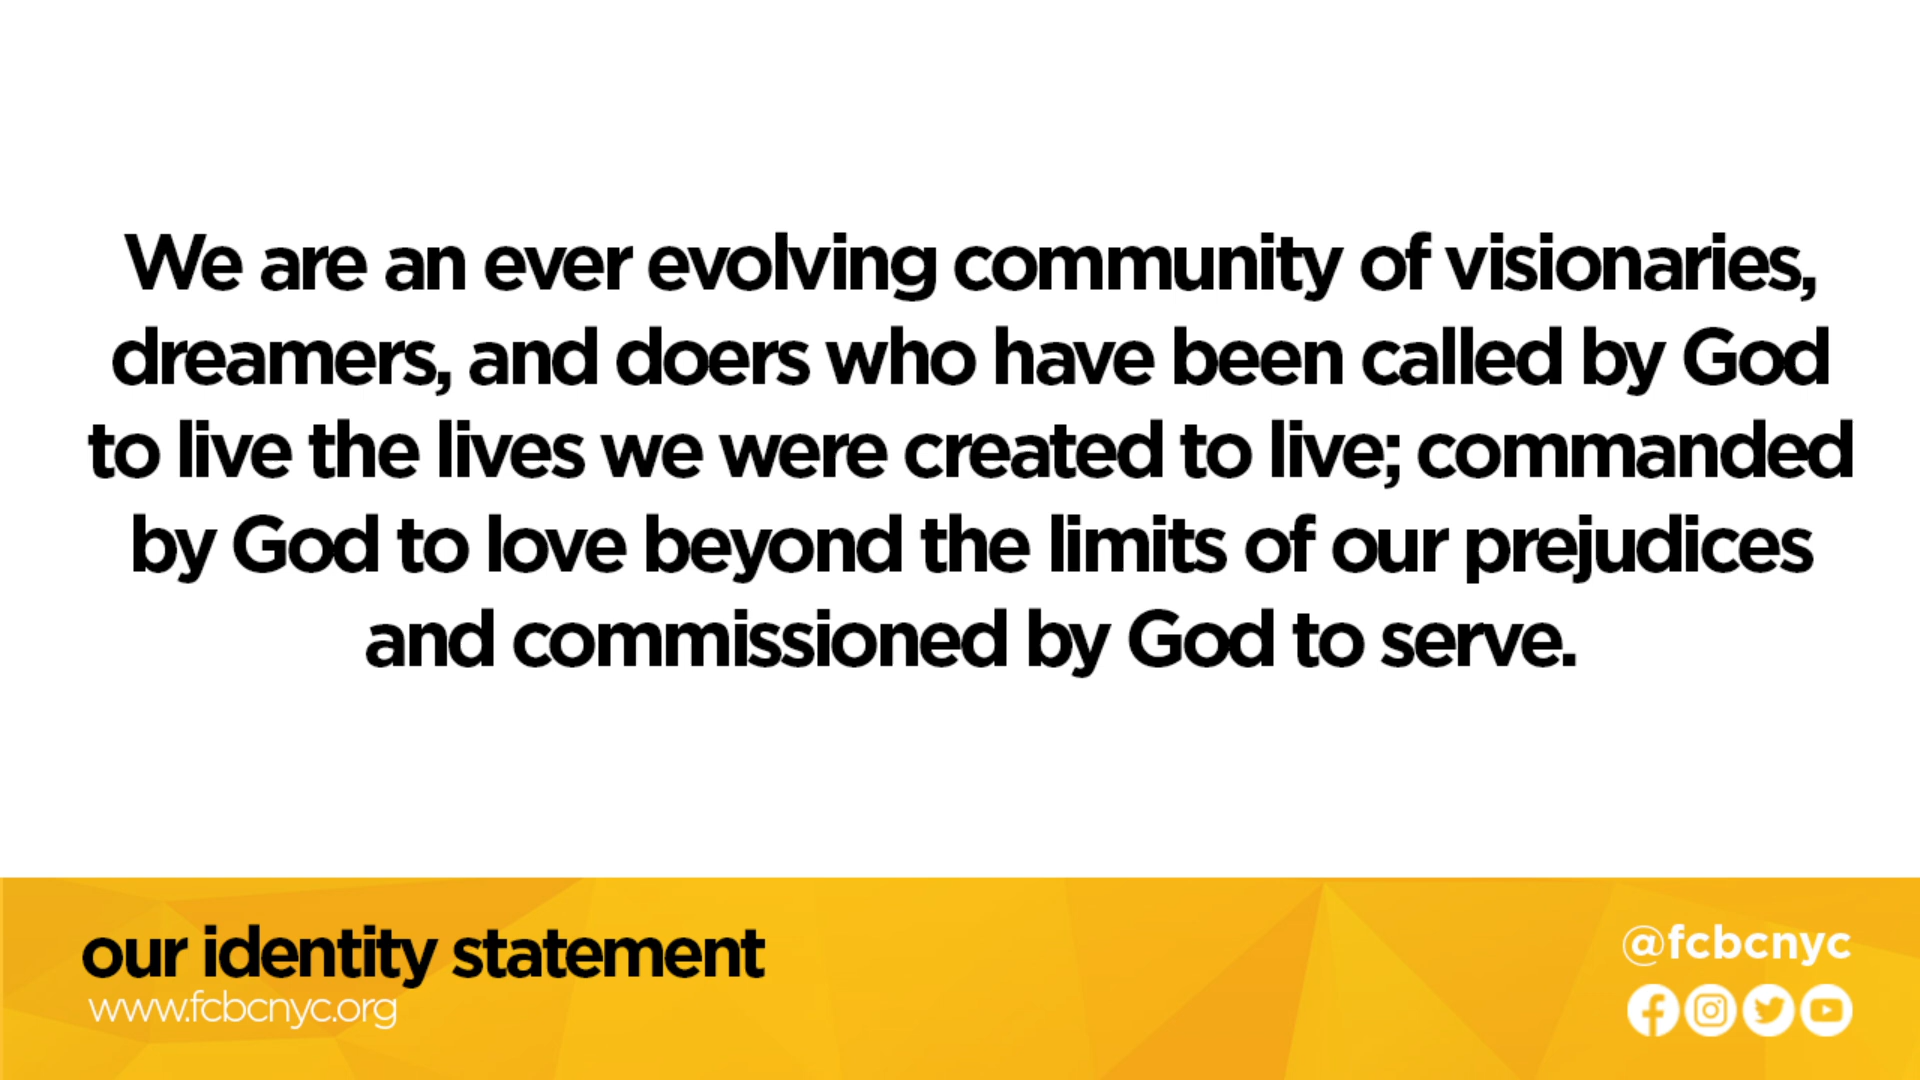 We are an ever evolving community of visionaries,
dreamers, and doers who have been called by God
to live the lives we were created to live; commanded
by God to love beyond the limits of our prejudices
and commissioned by God to serve.
our identity statement
www.fcbcnyc.org
@fcbcnyc